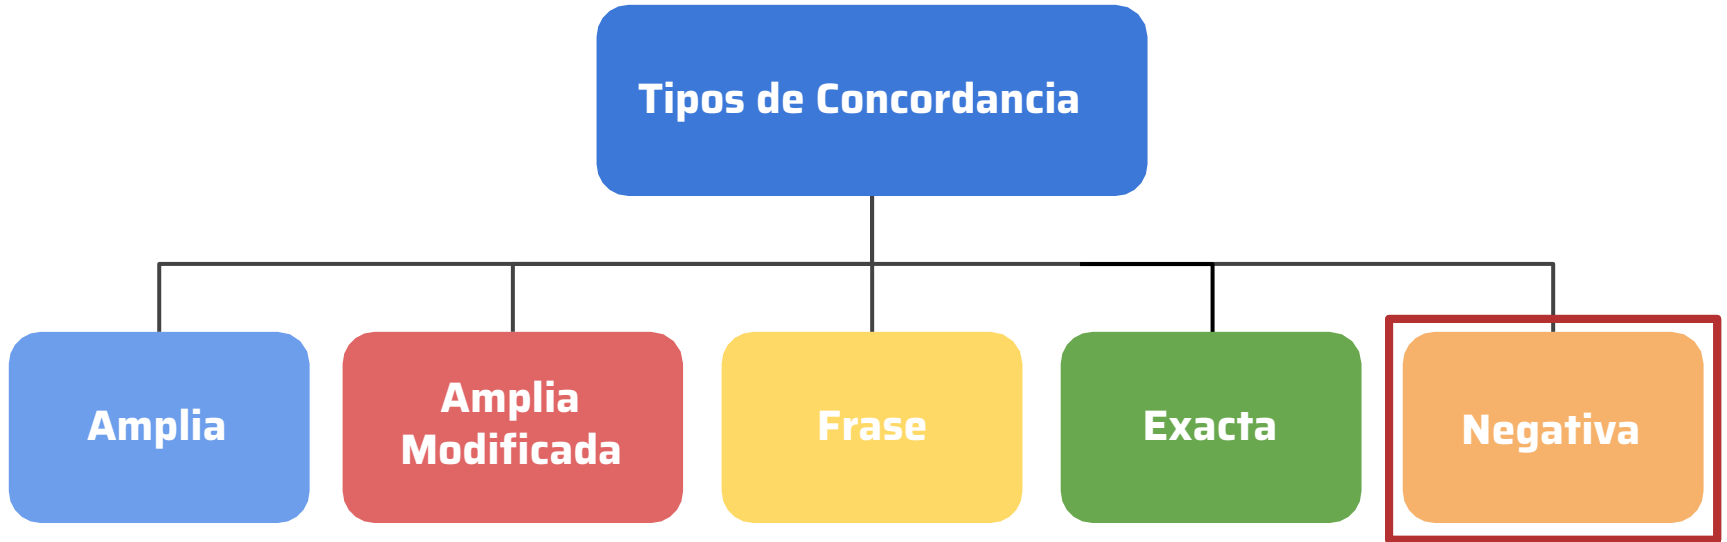 Tipos de Concordancia
Amplia
Amplia
Modificada
Frase
Exacta
Negativa